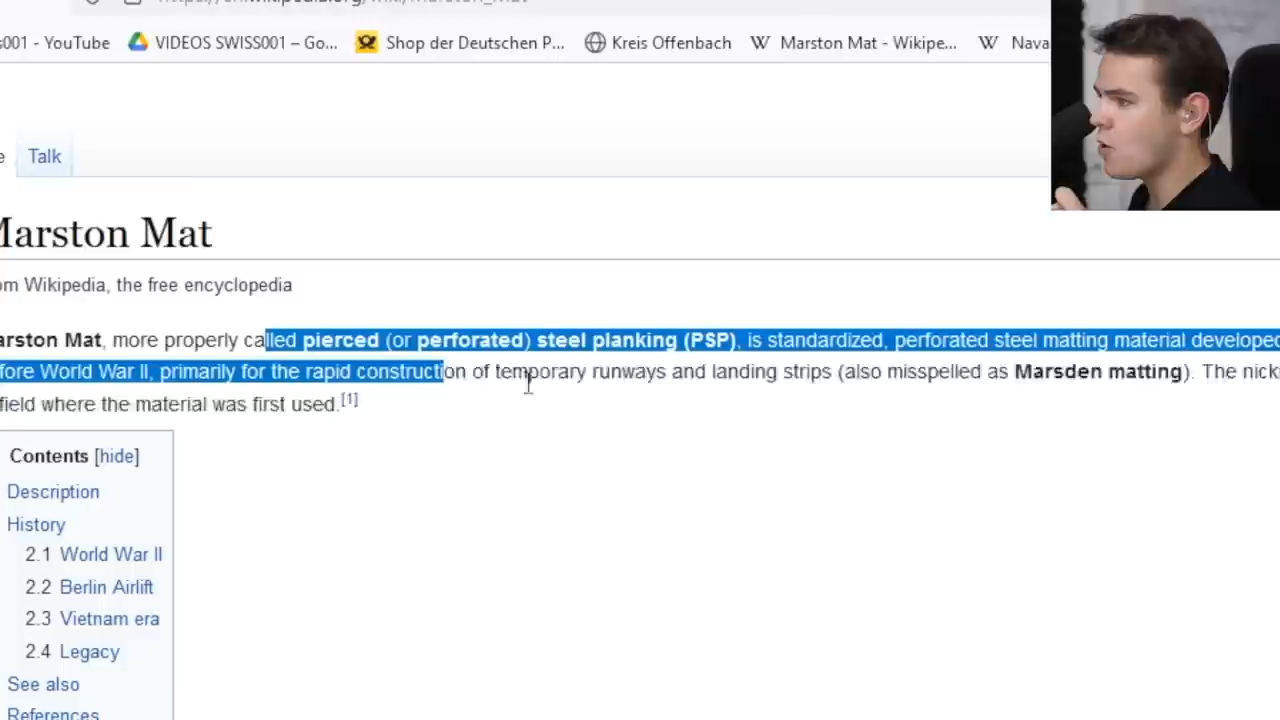 s001 - YouTube VIDEOS SWISS001 – Go... Shop der Deutschen P... Kreis Offenbach Marston Mat - Wikipe... Nava
Talk
Marston Mat
om Wikipedia, the free encyclopedia
arston Mat, more properly called pierced (or perforated) steel planking (PSP), is standardized, perforated steel matting material developed
fore World War II, primarily for the rapid construction of temporary runways and landing strips (also misspelled as Marsden matting). The nick
field where the material was first used.[1]
Contents [hide]
Description
History
2.1 World War II
2.2 Berlin Airlift
2.3 Vietnam era
2.4 Legacy
See also
References